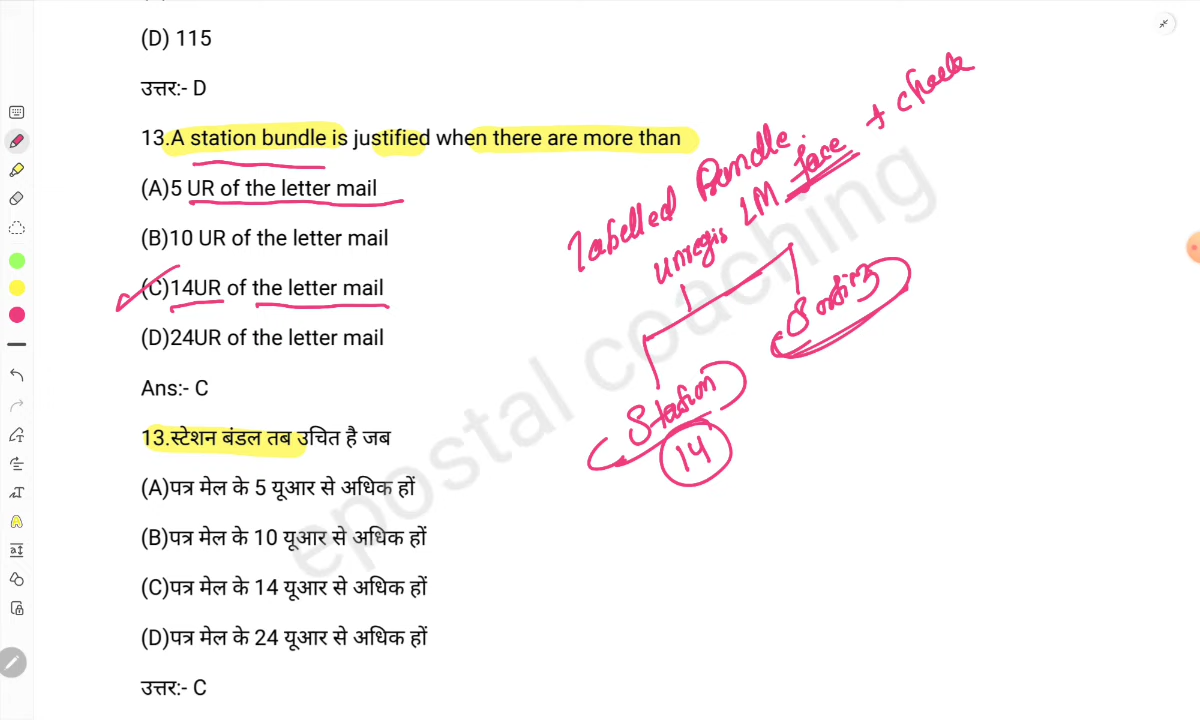 (D) 115
उत्तर:- D
13.A station bundle is justified when there are more than
(A)5 UR of the letter mail
(B)10 UR of the letter mail
(C)14UR of the letter mail
(D)24UR of the letter mail
Ans:- C
13.स्टेशन बंडल तब उचित है जब
(A)पत्र मेल के 5 यूआर से अधिक हों
(B)पत्र मेल के 10 यूआर से अधिक हों
(C)पत्र मेल के 14 यूआर से अधिक हों
(D)पत्र मेल के 24 यूआर से अधिक हों
उत्तर:- C
Labelled Bundle
unregis LM face + cheek
Station
Sorting
14
epostal coaching